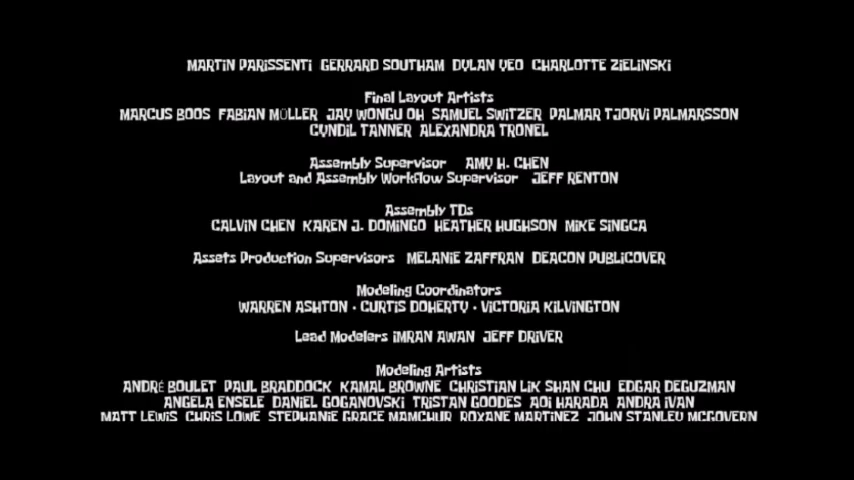 MARTIN PARISSENTI GERRARD SOUTHAM DYLAN YEO CHARLOTTE ZIELINSKI
Final Layout Artists
MARCUS BOOS FABIAN MÜLLER JAY WONGU OH SAMUEL SWITZER PALMAR TJORVI PALMARSSON
CYNDIL TANNER ALEXANDRA TRONEL
Assembly Supervisor AMY H. CHEN
Layout and Assembly Workflow Supervisor JEFF RENTON
Assembly TDs
CALVIN CHEN KAREN J. DOMINGO HEATHER HUGHSON MIKE SINGCA
Assets Production Supervisors MELANIE ZAFFRAN DEACON PUBLICOVER
Modeling Coordinators
WARREN ASHTON • CURTIS DOHERTY • VICTORIA KILVINGTON
Lead Modelers IMRAN AWAN JEFF DRIVER
Modeling Artists
ANDRÉ BOULET PAUL BRADDOCK KAMAL BROWNE CHRISTIAN LIK SHAN CHU EDGAR DEGUZMAN
ANGELA ENSELE DANIEL GOGANOVSKI TRISTAN GOODES AOI HARADA ANDRA IVAN
MATT LEWIS CHRIS LOWE STEPHANIE GRACE MAMCHUR ROXANE MARTINEZ JOHN STANLEY MCGOVERN